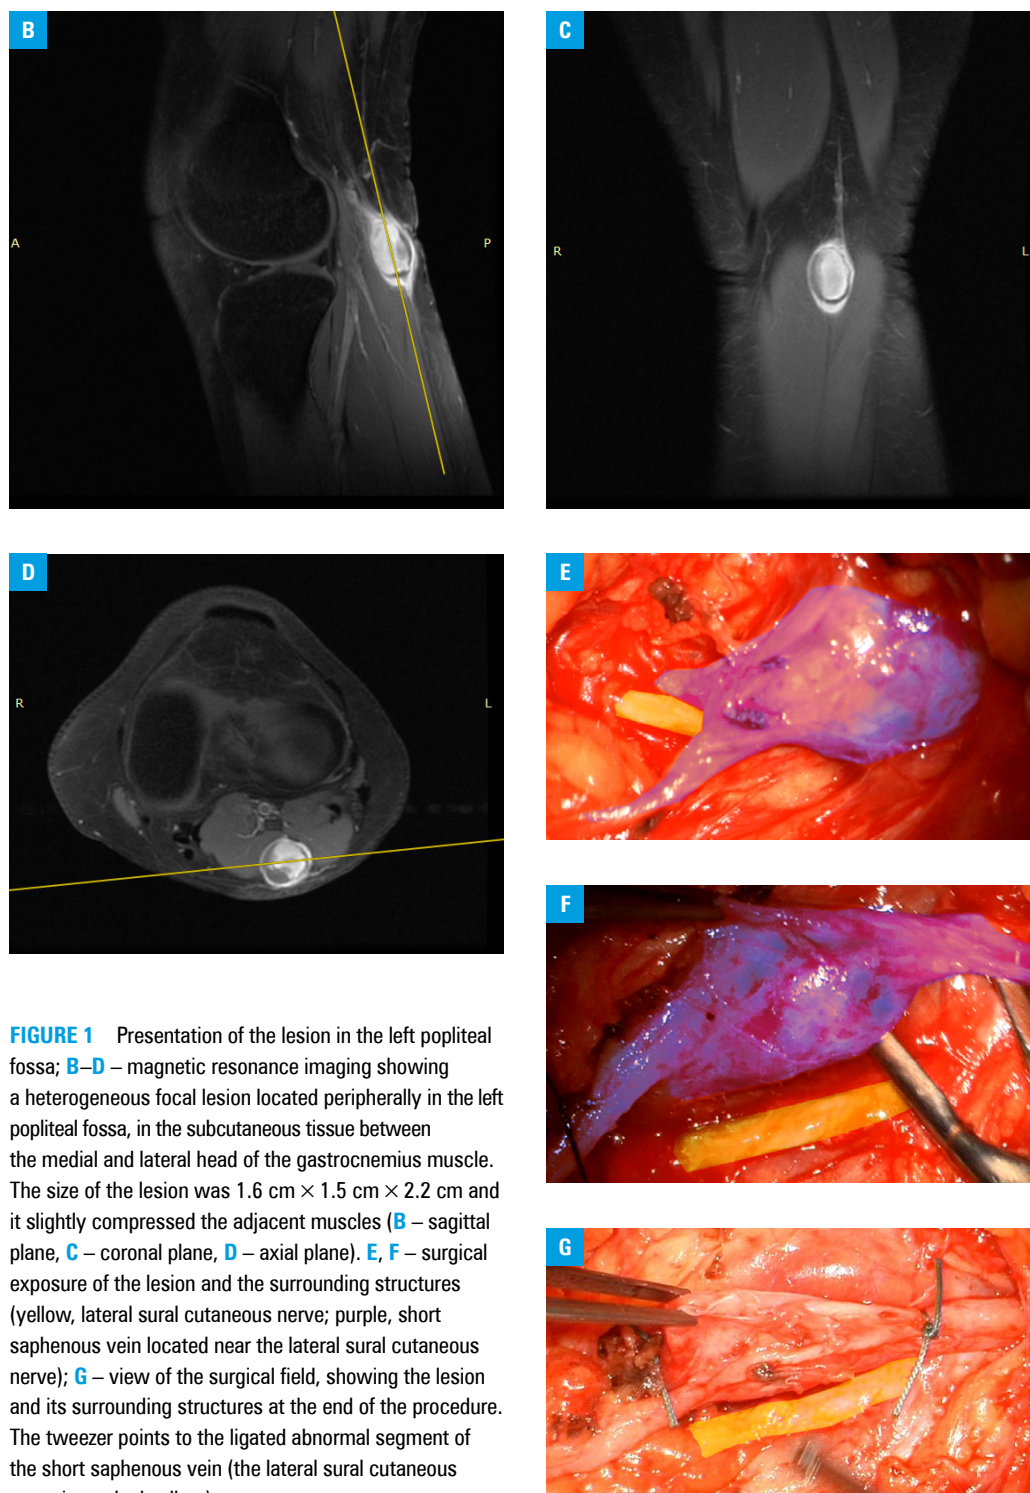 B
C
A
P
R
L
D
R
L
E
F
G
FIGURE 1 Presentation of the lesion in the left popliteal
fossa; B–D – magnetic resonance imaging showing
a heterogeneous focal lesion located peripherally in the left
popliteal fossa, in the subcutaneous tissue between
the medial and lateral head of the gastrocnemius muscle.
The size of the lesion was 1.6 cm × 1.5 cm × 2.2 cm and
it slightly compressed the adjacent muscles (B – sagittal
plane, C – coronal plane, D – axial plane). E, F – surgical
exposure of the lesion and the surrounding structures
(yellow, lateral sural cutaneous nerve; purple, short
saphenous vein located near the lateral sural cutaneous
nerve); G – view of the surgical field, showing the lesion
and its surrounding structures at the end of the procedure.
The tweezer points to the ligated abnormal segment of
the short saphenous vein (the lateral sural cutaneous